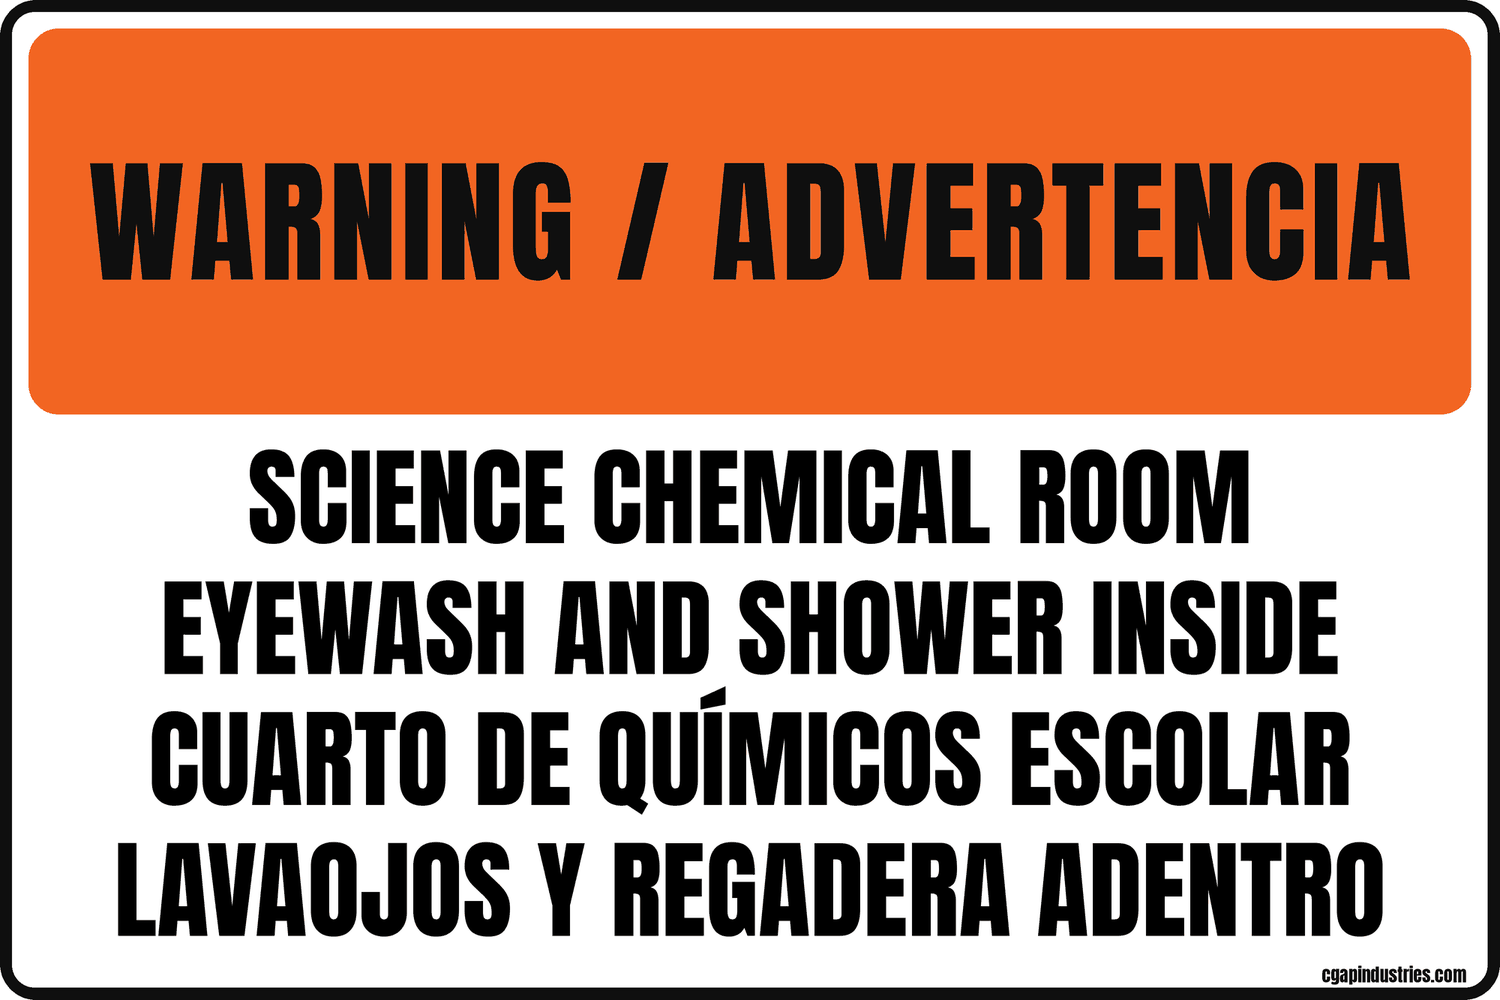 WARNING / ADVERTENCIA
SCIENCE CHEMICAL ROOM
EYEWASH AND SHOWER INSIDE
CUARTO DE QUÍMICOS ESCOLAR
LAVAOJOS Y REGADERA ADENTRO
cgapindustries.com